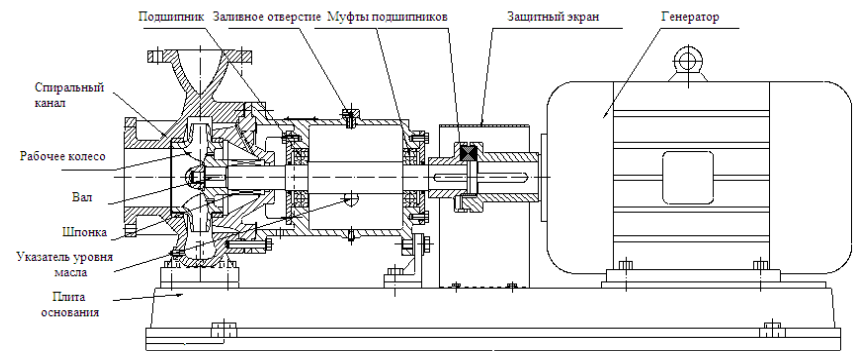 Подшипник Заливное отверстие Муфты подшипников Защитный экран Генератор
Спиральный
канал
Рабочее колесо
Вал
Шпонка
Указатель уровня
масла
Плита
основания